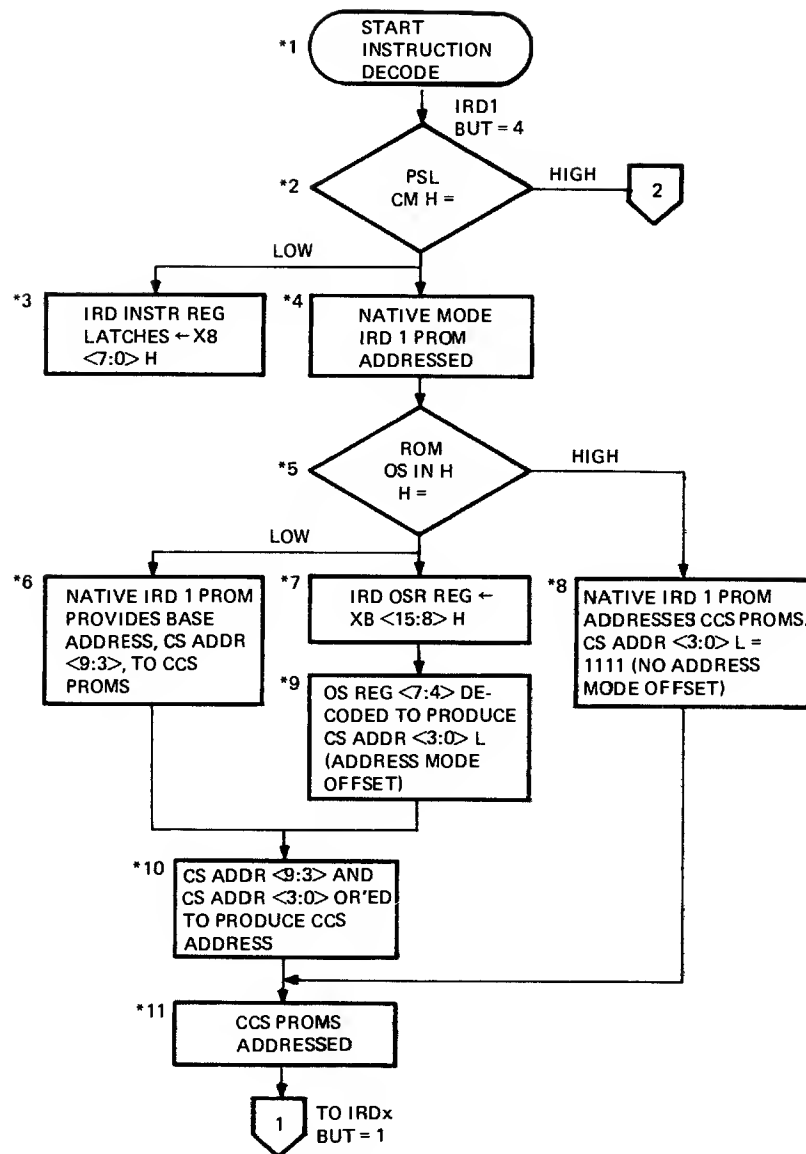 *1
START
INSTRUCTION
DECODE
IRD1
BUT = 4
*2
PSL
CM H =
HIGH
2
LOW
*3
IRD INSTR REG
LATCHES ← X8
<7:0> H
*4
NATIVE MODE
IRD 1 PROM
ADDRESSED
*5
ROM
OS IN H
H =
HIGH
LOW
*6
NATIVE IRD 1 PROM
PROVIDES BASE
ADDRESS, CS ADDR
<9:3>, TO CCS
PROMS
*7
IRD OSR REG ←
XB <15:8> H
*8
NATIVE IRD 1 PROM
ADDRESSES CCS PROMS.
CS ADDR <3:0> L =
1111 (NO ADDRESS
MODE OFFSET)
*9
OS REG <7:4> DE-
CODED TO PRODUCE
CS ADDR <3:0> L
(ADDRESS MODE
OFFSET)
*10
CS ADDR <9:3> AND
CS ADDR <3:0> OR'ED
TO PRODUCE CCS
ADDRESS
*11
CCS PROMS
ADDRESSED
1
TO IRDx
BUT = 1